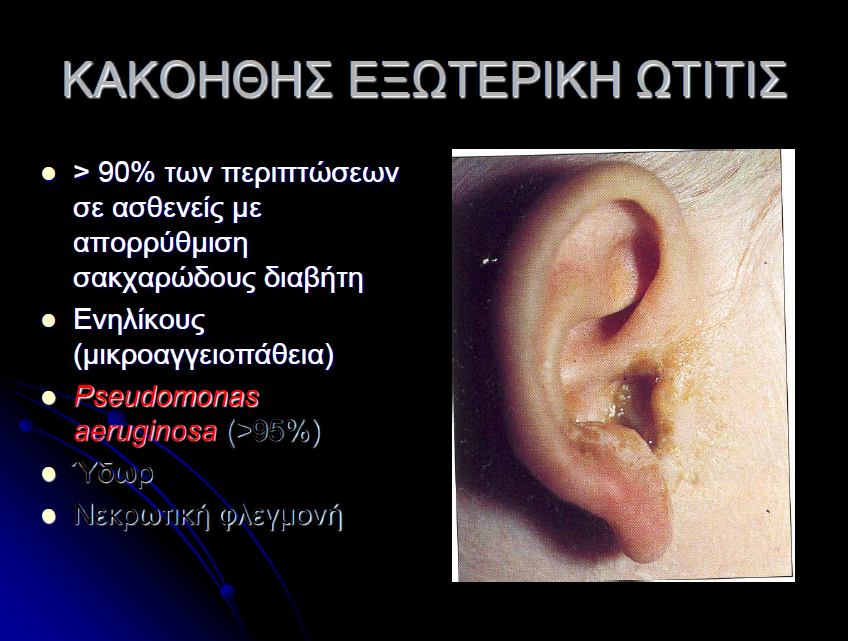 ΚΑΚΟΗΘΗΣ ΕΞΩΤΕΡΙΚΗ ΩΤΙΤΙΣ
> 90% των περιπτώσεων
σε ασθενείς με
απορρύθμιση
σακχαρώδους διαβήτη
Ενηλίκους
(μικροαγγειοπάθεια)
Pseudomonas
aeruginosa (>95%)
Ύδωρ
Νεκρωτική φλεγμονή